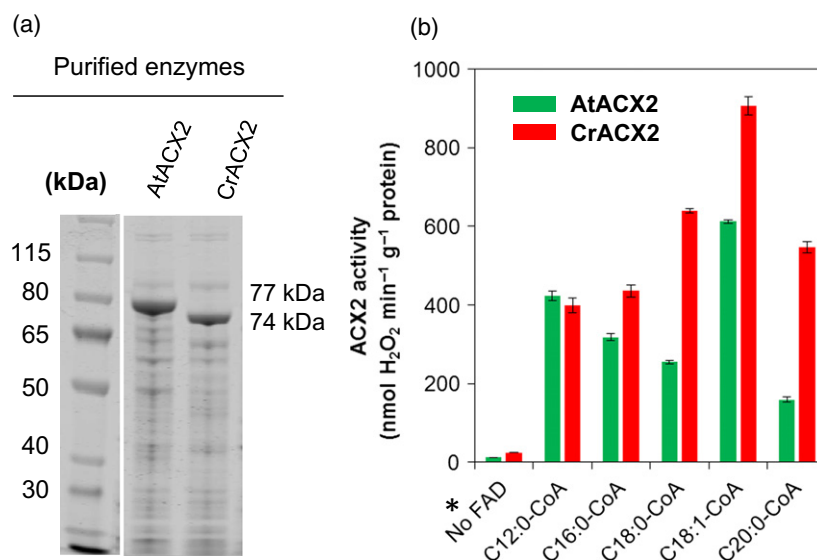 (a)
Purified enzymes
(kDa)
AtACX2
CrACX2
115
80
65
50
40
30
77 kDa
74 kDa
(b)
ACX2 activity
(nmol H₂O₂ min⁻¹ g⁻¹ protein)
1000
800
600
400
200
0
AtACX2
CrACX2
* No FAD
C12:0-CoA
C16:0-CoA
C18:0-CoA
C18:1-CoA
C20:0-CoA